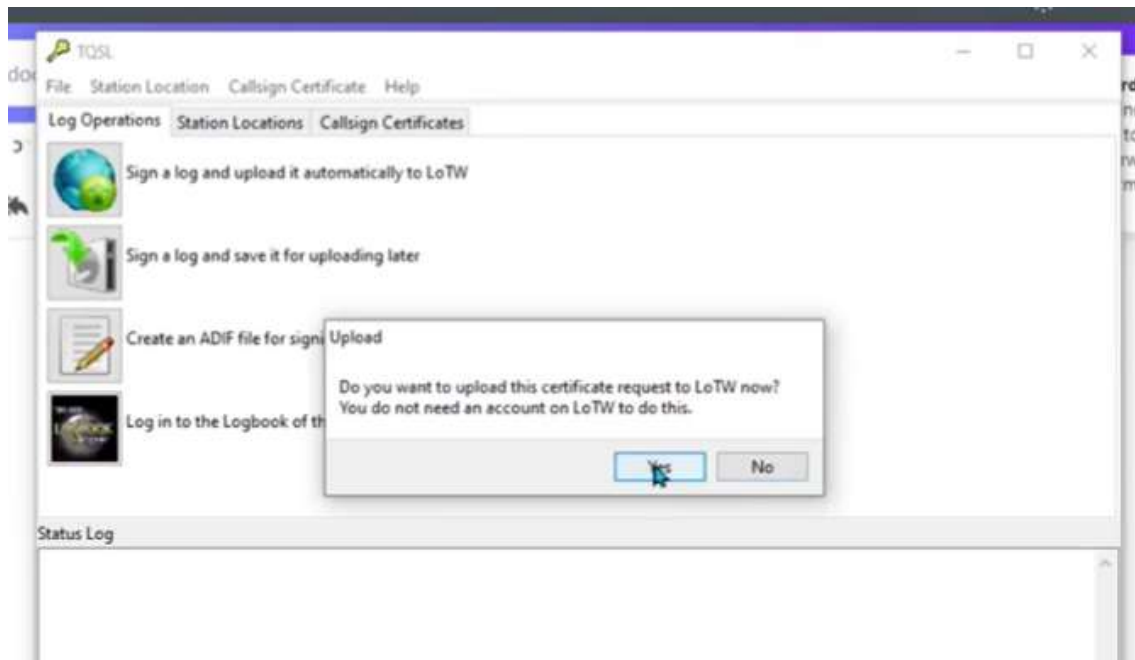 TQSL
File Station Location Callsign Certificate Help
Log Operations Station Locations Callsign Certificates
Sign a log and upload it automatically to LoTW
Sign a log and save it for uploading later
Create an ADIF file for signi
Upload
Do you want to upload this certificate request to LoTW now?
You do not need an account on LoTW to do this.
Log in to the Logbook of th
Yes No
Status Log